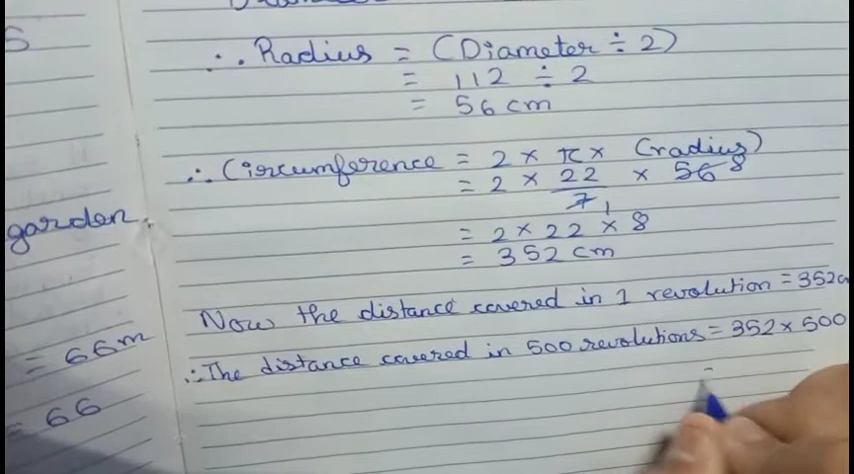 S
garden
= 66m
= 66
∴ Radius = (Diameter ÷ 2)
= 112 ÷ 2
= 56 cm
∴ Circumference = 2 × π × (radius)
= 2 × 22/7 1 × 56 8
= 2 × 22 × 8
= 352 cm
Now the distance covered in 1 revolution = 352c
∴ The distance covered in 500 revolutions = 352 × 500
=